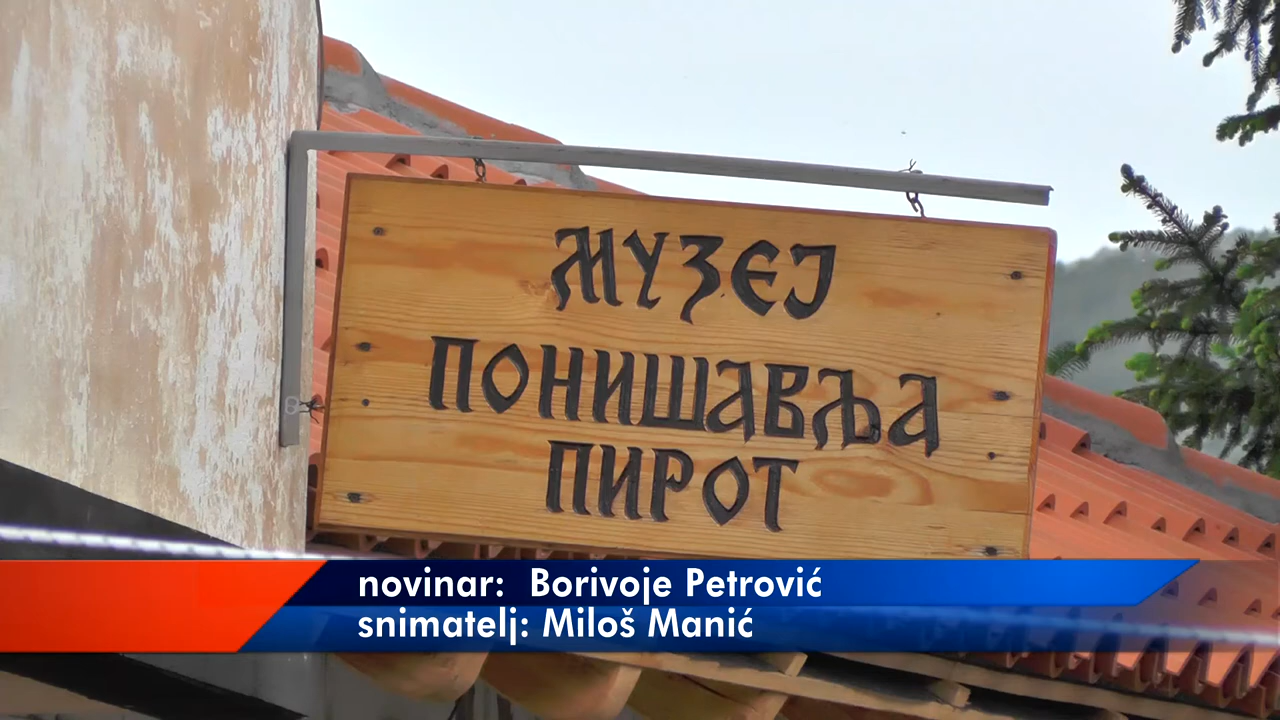 МУЗЕЈ
ПОНИШАВЉА
ПИРОТ
novinar: Borivoje Petrović
snimatelj: Miloš Manić